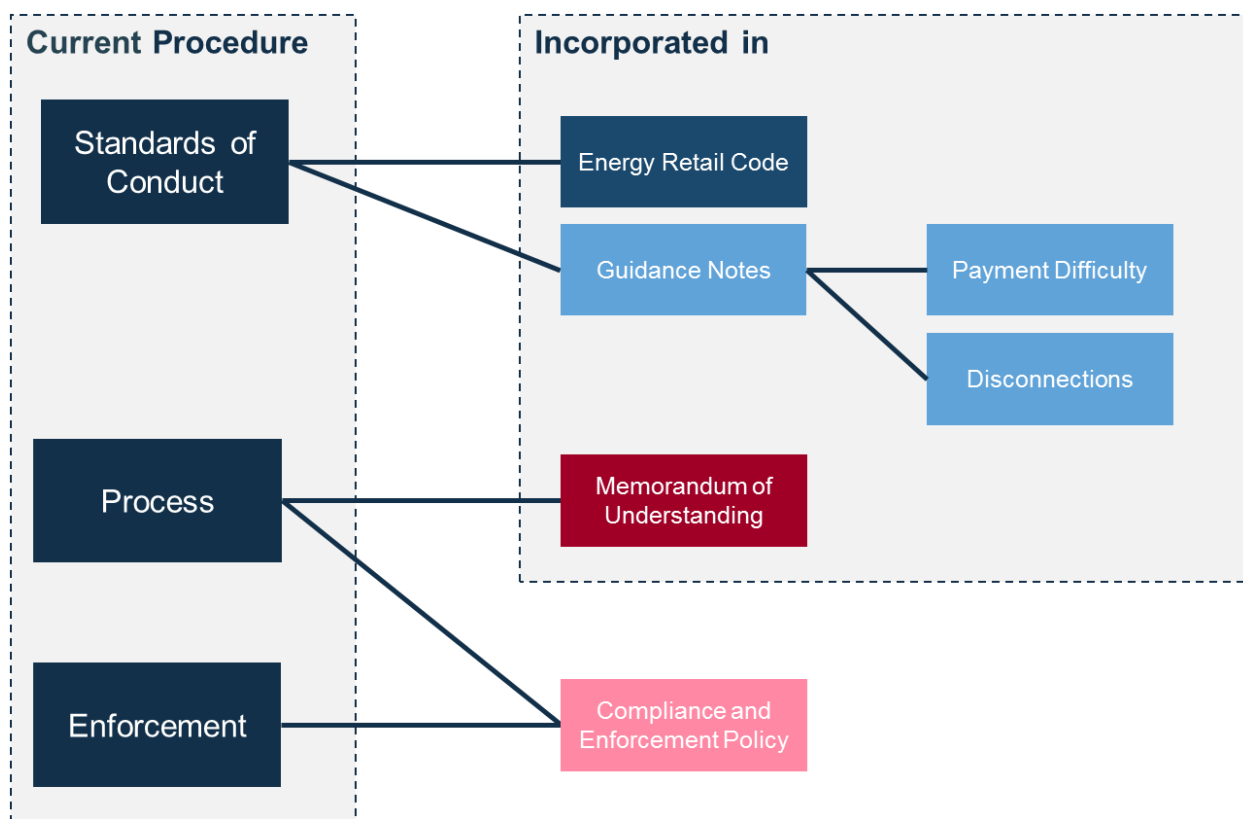 Current Procedure
Incorporated in
Standards of
Conduct
Energy Retail Code
Guidance Notes
Payment Difficulty
Disconnections
Process
Memorandum of
Understanding
Enforcement
Compliance and
Enforcement Policy